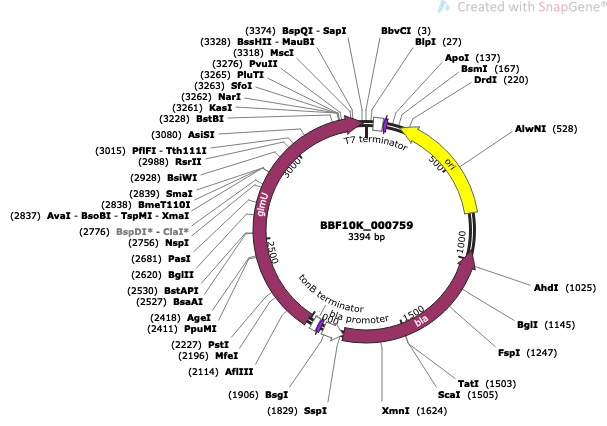 Created with SnapGene®
(3374) BspQI - SapI
(3328) BssHII - MauBI
(3318) MscI
(3276) PvuII
(3265) PluTI
(3263) SfoI
(3262) NarI
(3261) KasI
(3228) BstBI
(3080) AsiSI
(3015) PflFI - Tth111I
(2988) RsrII
(2928) BsiWI
(2839) SmaI
(2838) BmeT110I
(2837) AvaI - BsoBI - TspMI - XmaI
(2776) BspDI* - ClaI*
(2756) NspI
(2681) PasI
(2620) BglII
(2530) BstAPI
(2527) BsaAI
(2418) AgeI
(2411) PpuMI
(2227) PstI
(2196) MfeI
(2114) AflIII
(1906) BsgI
(1829) SspI
BbvCI (3)
BlpI (27)
ApoI (137)
BsmI (167)
DrdI (220)
AlwNI (528)
AhdI (1025)
BglI (1145)
FspI (1247)
TatI (1503)
ScaI (1505)
XmnI (1624)
T7 terminator
ori
500
1000
bla
1500
bla promoter
tonB terminator
2500
glmU
3000
BBF10K_000759
3394 bp